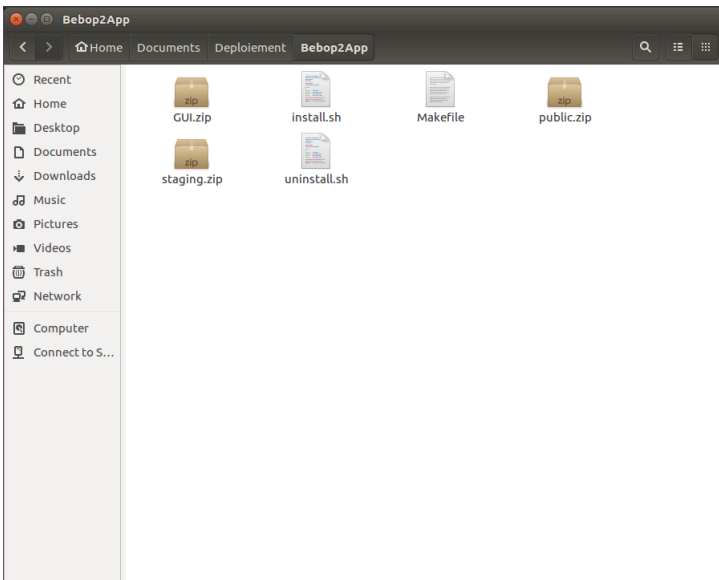 Bebop2App
Home Documents Deploiement Bebop2App
Recent
Home
Desktop
Documents
Downloads
Music
Pictures
Videos
Trash
Network
Computer
Connect to S...
zip
GUI.zip
install.sh
Makefile
zip
public.zip
zip
staging.zip
uninstall.sh